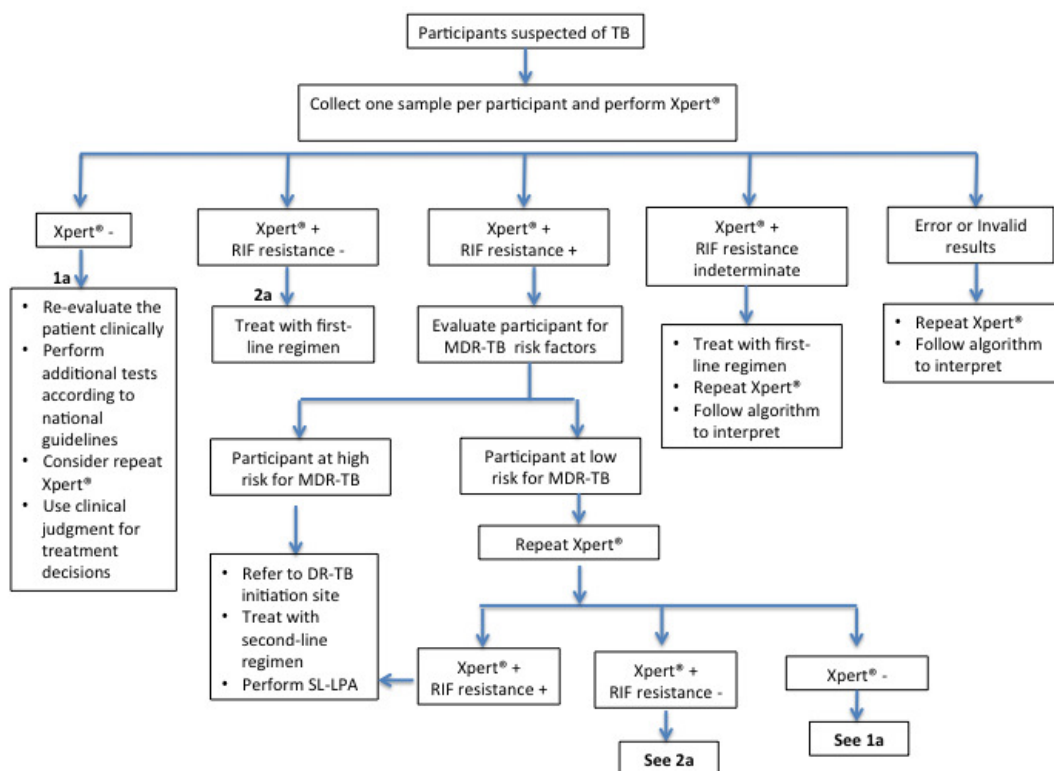 Participants suspected of TB
Collect one sample per participant and perform Xpert®
Xpert® -
Xpert® +
RIF resistance -
Xpert® +
RIF resistance +
Xpert® +
RIF resistance
indeterminate
Error or Invalid
results
1a
• Re-evaluate the
patient clinically
• Perform
additional tests
according to
national
guidelines
• Consider repeat
Xpert®
• Use clinical
judgment for
treatment
decisions
2a
Treat with first-
line regimen
Evaluate participant for
MDR-TB risk factors
• Treat with first-
line regimen
• Repeat Xpert®
• Follow algorithm
to interpret
• Repeat Xpert®
• Follow algorithm
to interpret
Participant at high
risk for MDR-TB
Participant at low
risk for MDR-TB
Repeat Xpert®
• Refer to DR-TB
initiation site
• Treat with
second-line
regimen
• Perform SL-LPA
Xpert® +
RIF resistance +
Xpert® +
RIF resistance -
Xpert® -
See 2a
See 1a